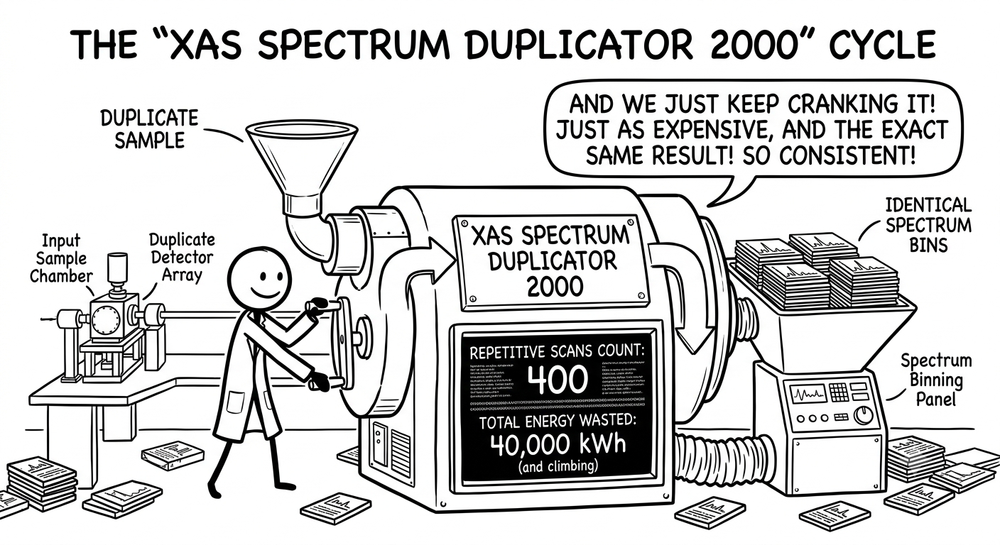 THE "XAS SPECTRUM DUPLICATOR 2000" CYCLE
DUPLICATE
SAMPLE
AND WE JUST KEEP CRANKING IT!
JUST AS EXPENSIVE, AND THE EXACT
SAME RESULT! SO CONSISTENT!
IDENTICAL
SPECTRUM
BINS
Input
Sample
Chamber
Duplicate
Detector
Array
XAS SPECTRUM
DUPLICATOR
2000
REPETITIVE SCANS COUNT:
400
TOTAL ENERGY WASTED:
40,000 kWh
(and climbing)
Spectrum
Binning
Panel